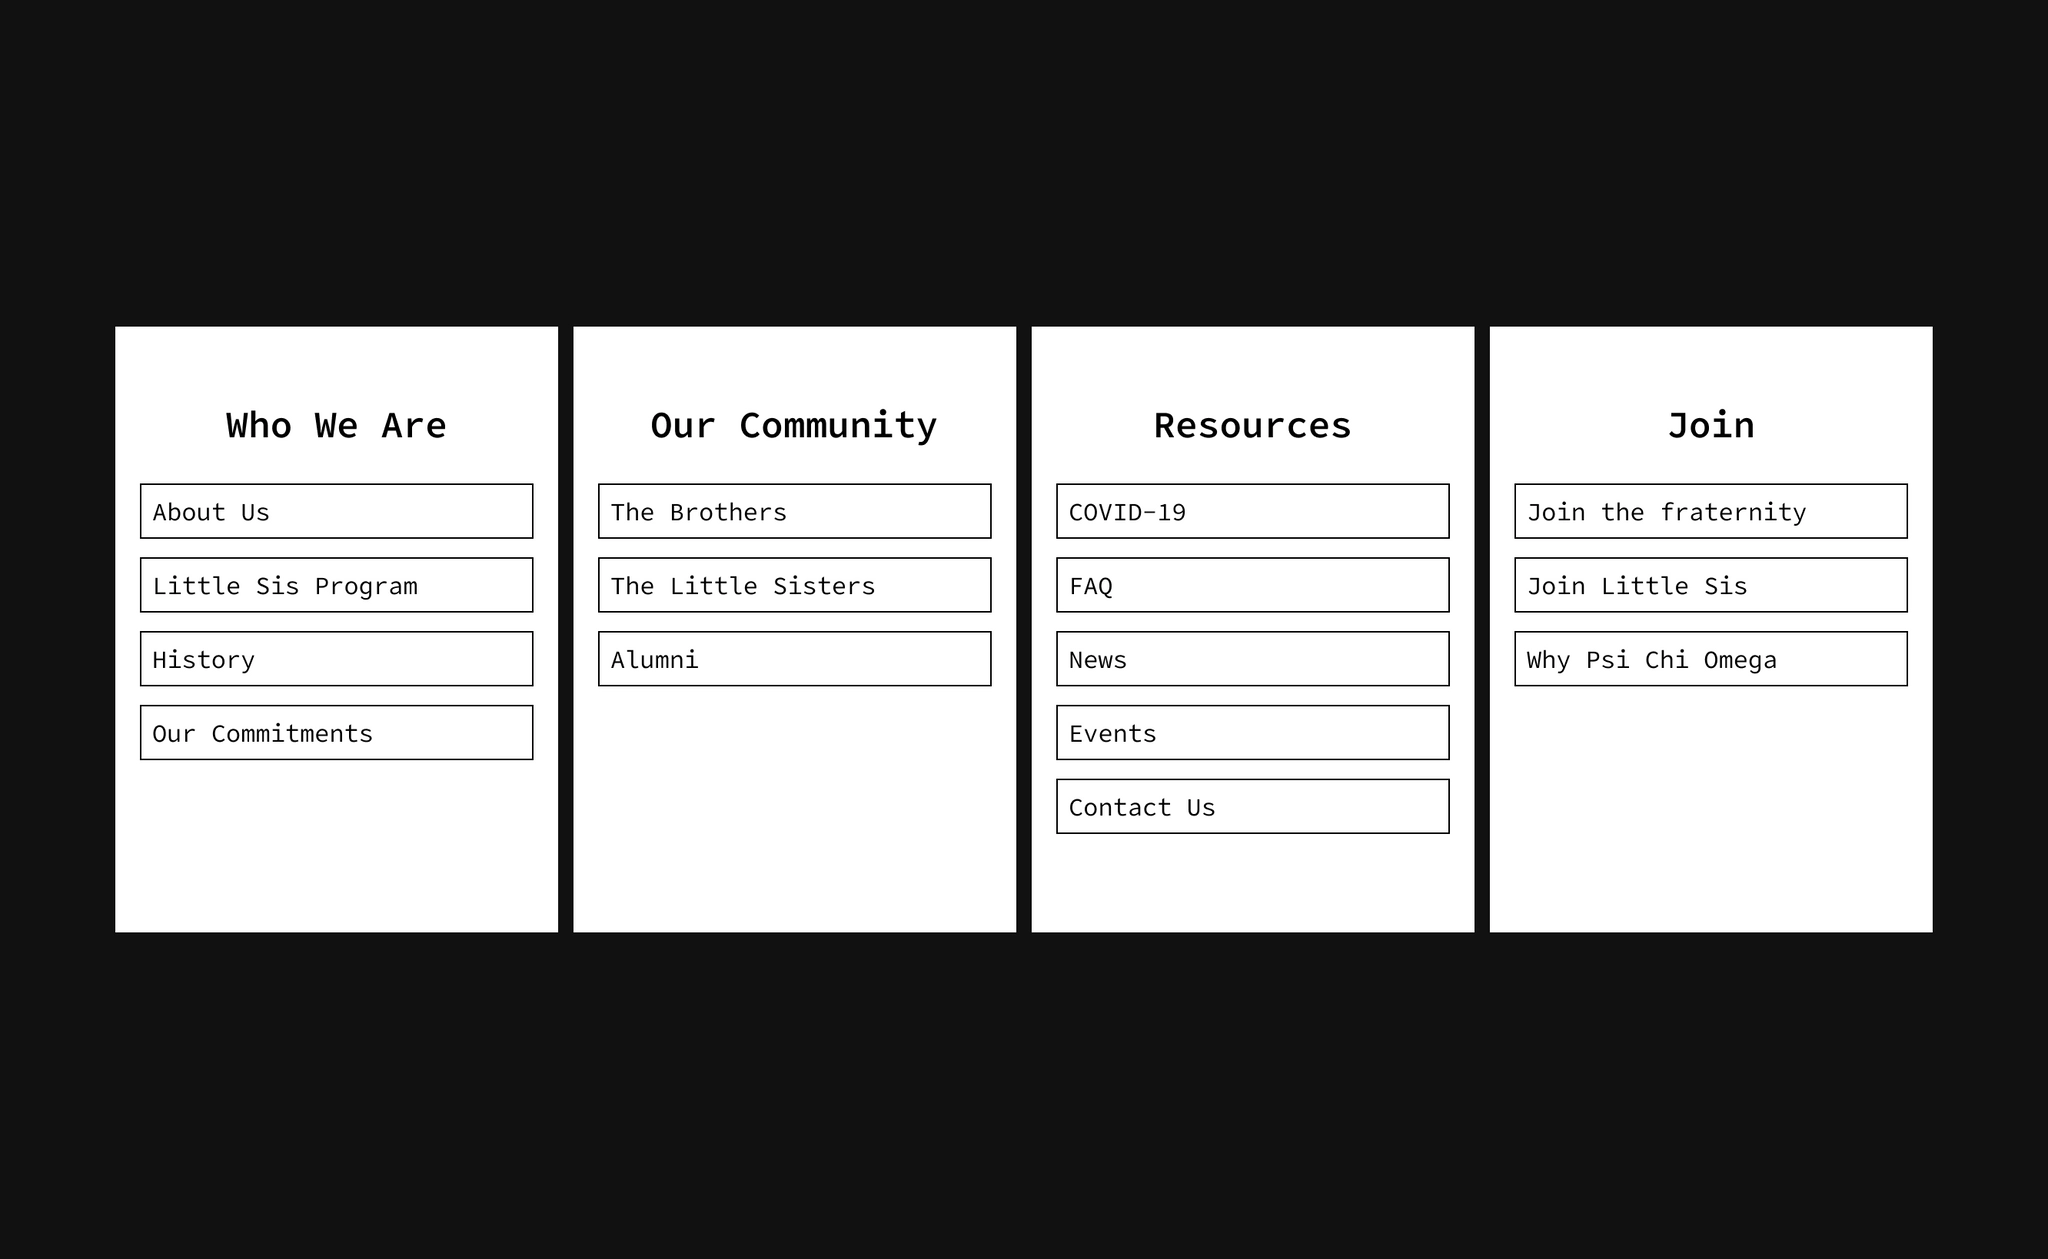 Who We Are
About Us
Little Sis Program
History
Our Commitments
Our Community
The Brothers
The Little Sisters
Alumni
Resources
COVID-19
FAQ
News
Events
Contact Us
Join
Join the fraternity
Join Little Sis
Why Psi Chi Omega